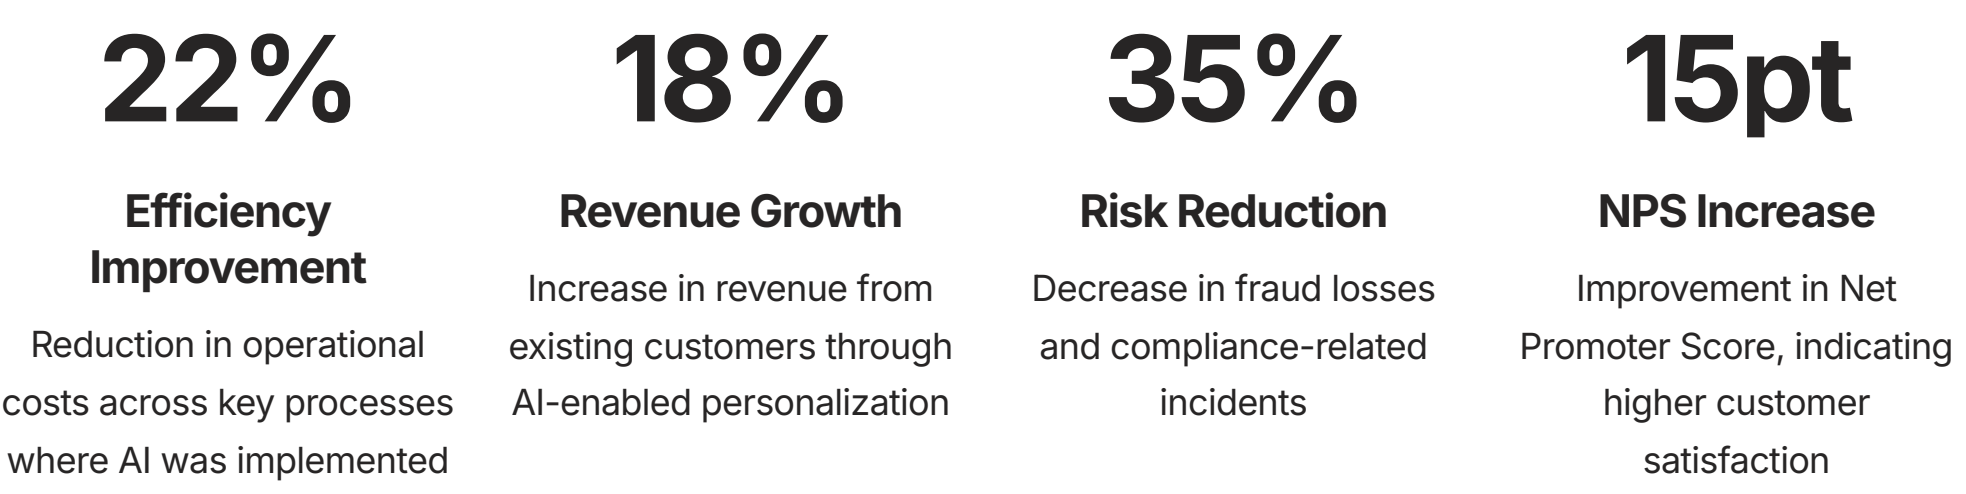 22%
Efficiency
Improvement
Reduction in operational
costs across key processes
where AI was implemented
18%
Revenue Growth
Increase in revenue from
existing customers through
AI-enabled personalization
35%
Risk Reduction
Decrease in fraud losses
and compliance-related
incidents
15pt
NPS Increase
Improvement in Net
Promoter Score, indicating
higher customer
satisfaction